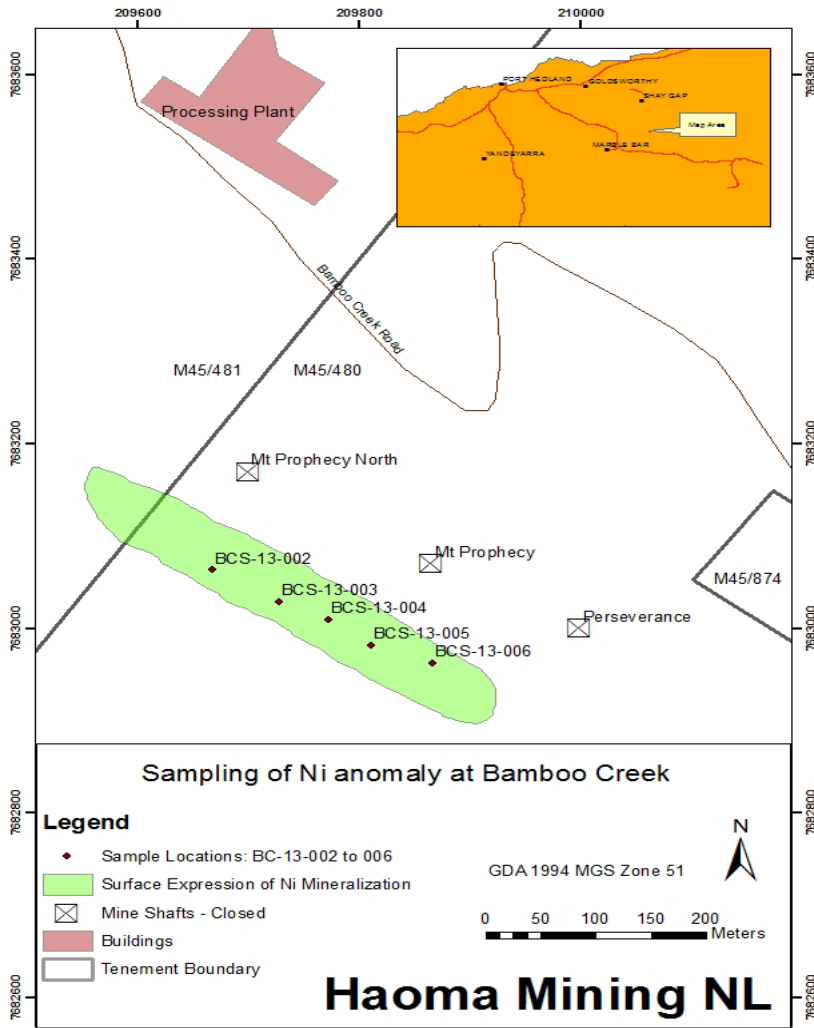 209600
209800
210000
7683600
7683600
Processing Plant
PORT HEDLAND
GOLDSWORTHY
SHAY GAP
Map Area
MARBLE BAR
YANDEYARRA
7683400
7683400
Bamboo Creek Road
M45/481
M45/480
7683200
7683200
Mt Prophecy North
Mt Prophecy
BCS-13-002
M45/874
BCS-13-003
BCS-13-004
Perseverance
7683000
7683000
BCS-13-005
BCS-13-006
Sampling of Ni anomaly at Bamboo Creek
7682800
7682800
Legend
N
Sample Locations: BC-13-002 to 006
GDA 1994 MGS Zone 51
Surface Expression of Ni Mineralization
Mine Shafts - Closed
0 50 100 150 200
Meters
Buildings
Tenement Boundary
7682600
7682600
Haoma Mining NL